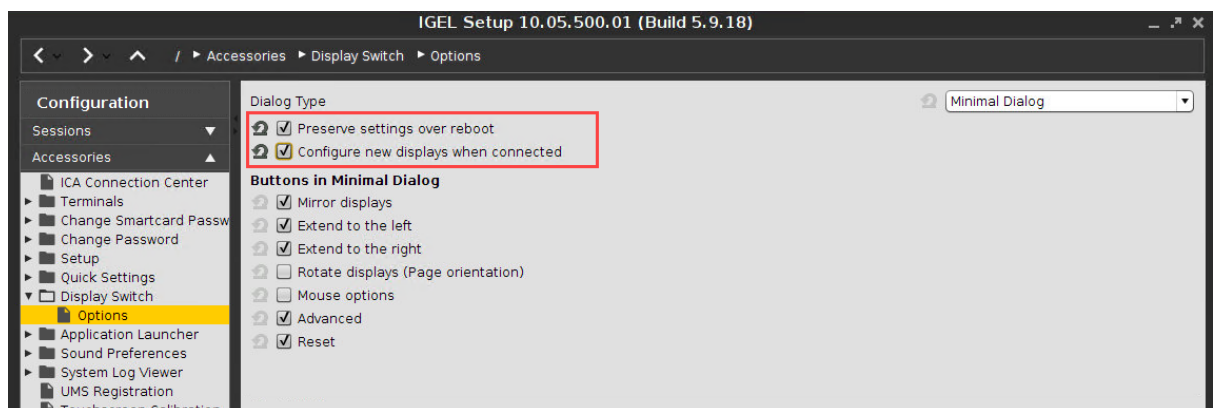 IGEL Setup 10.05.500.01 (Build 5.9.18)
/ Accessories Display Switch Options
Configuration
Sessions
Accessories
ICA Connection Center
Terminals
Change Smartcard Passw
Change Password
Setup
Quick Settings
Display Switch
Options
Application Launcher
Sound Preferences
System Log Viewer
UMS Registration
Dialog Type
Minimal Dialog
Preserve settings over reboot
Configure new displays when connected
Buttons in Minimal Dialog
Mirror displays
Extend to the left
Extend to the right
Rotate displays (Page orientation)
Mouse options
Advanced
Reset